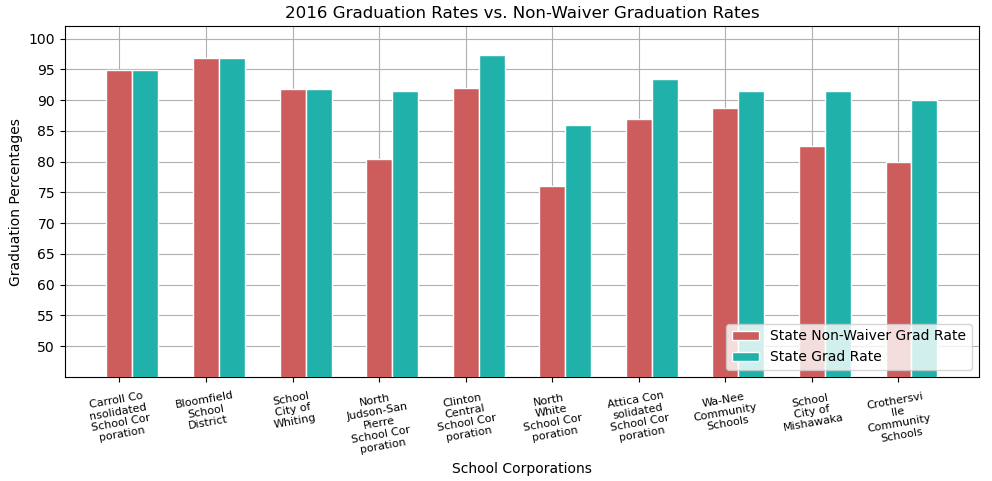 2016 Graduation Rates vs. Non-Waiver Graduation Rates
Graduation Percentages
100
95
90
85
80
75
70
65
60
55
50
State Non-Waiver Grad Rate
State Grad Rate
Carroll Co
nsolidated
School Cor
poration
Bloomfield
School
District
School
City of
Whiting
North
Judson-San
Pierre
School Cor
poration
Clinton
Central
School Cor
poration
North
White
School Cor
poration
Attica Con
solidated
School Cor
poration
Wa-Nee
Community
Schools
School
City of
Mishawaka
Crothersvi
lle
Community
Schools
School Corporations